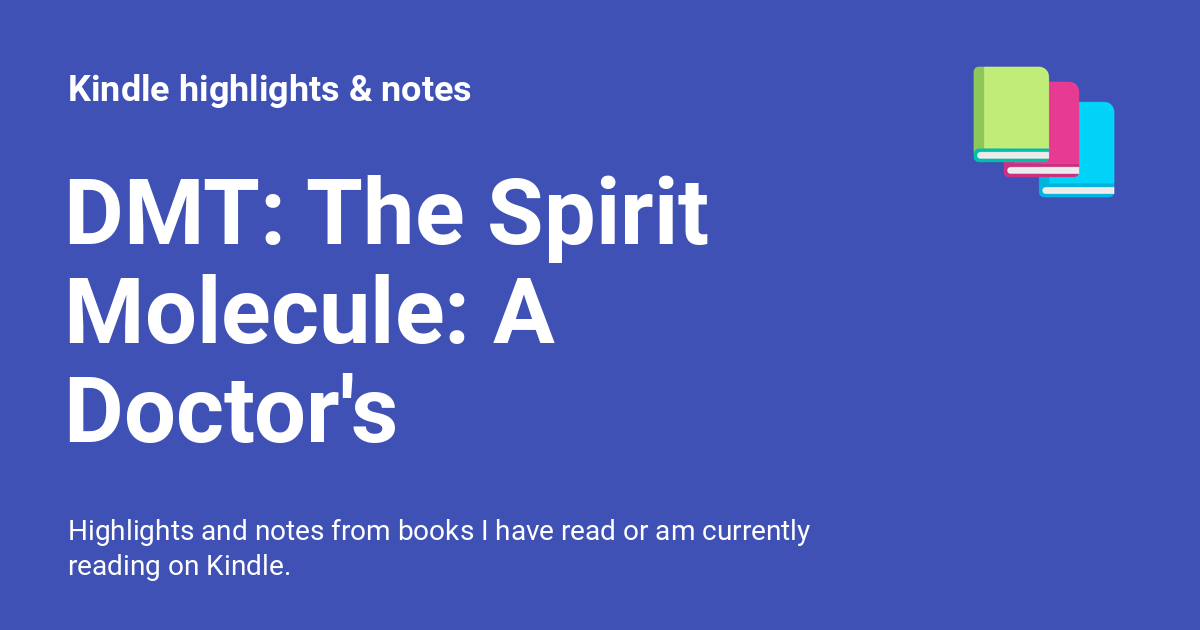 Kindle highlights & notes
DMT: The Spirit
Molecule: A
Doctor's
Highlights and notes from books I have read or am currently
reading on Kindle.